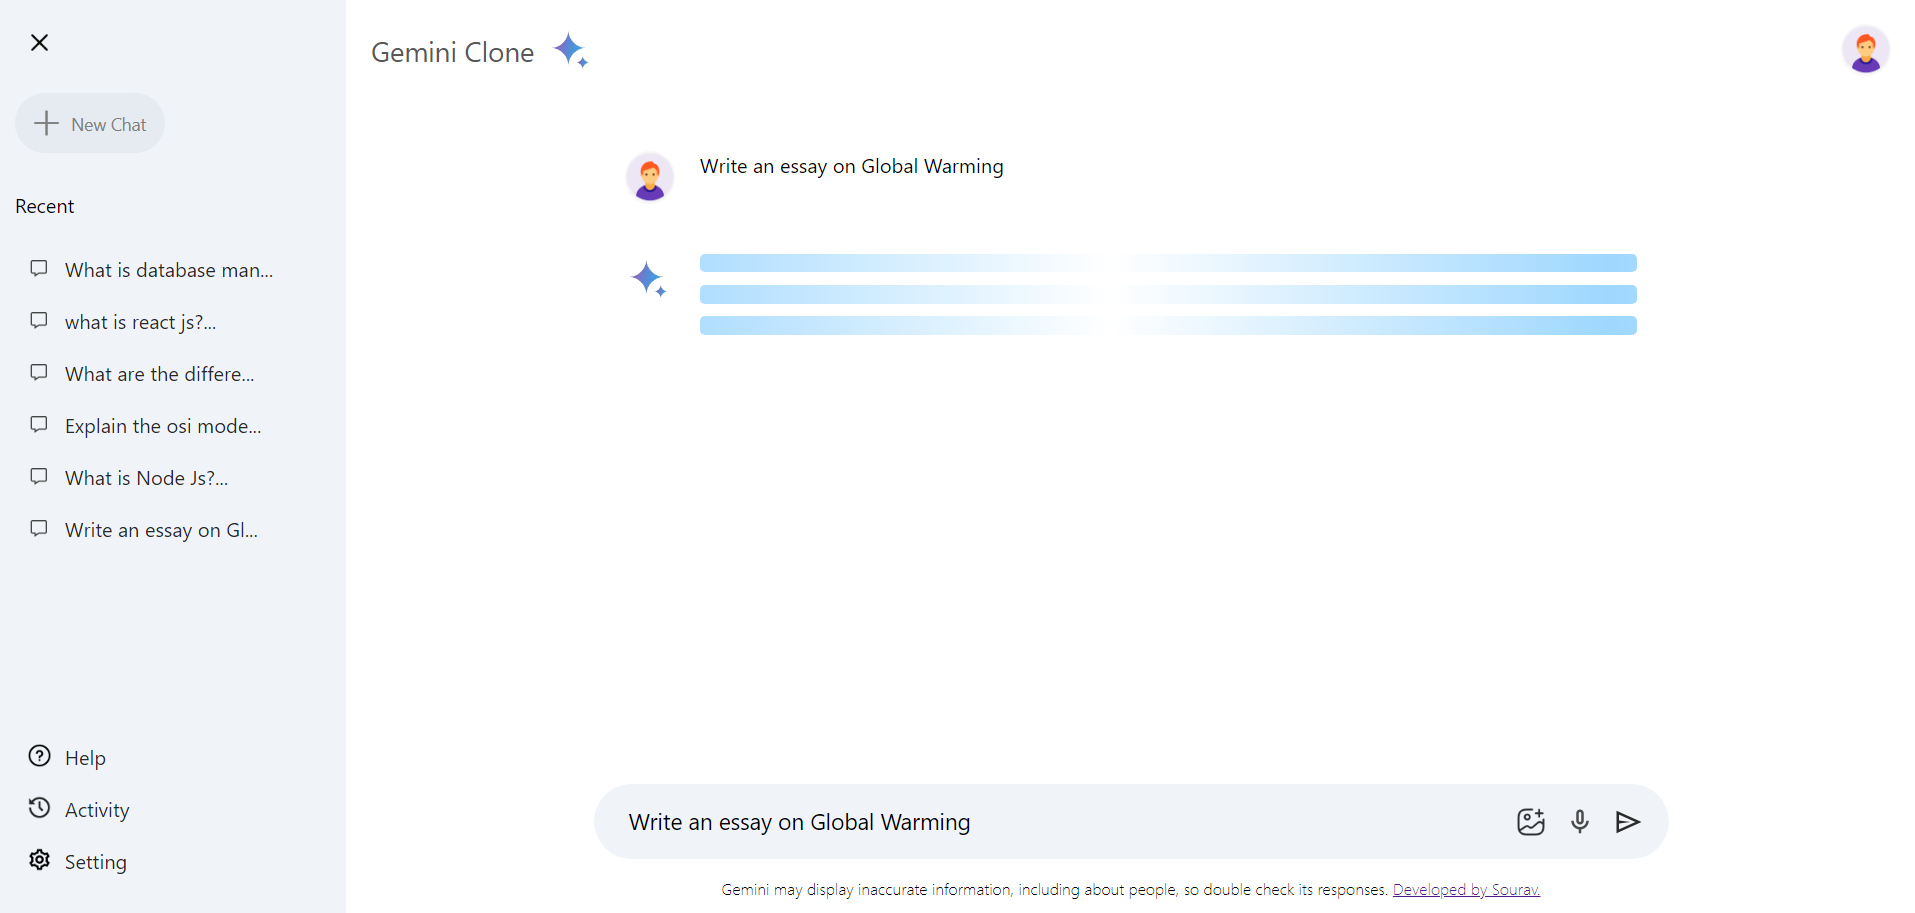 New Chat
Recent
What is database man...
what is react js?...
What are the differe...
Explain the osi mode...
What is Node Js?...
Write an essay on Gl...
Help
Activity
Setting
Gemini Clone
Write an essay on Global Warming
Write an essay on Global Warming
Gemini may display inaccurate information, including about people, so double check its responses. Developed by Sourav.